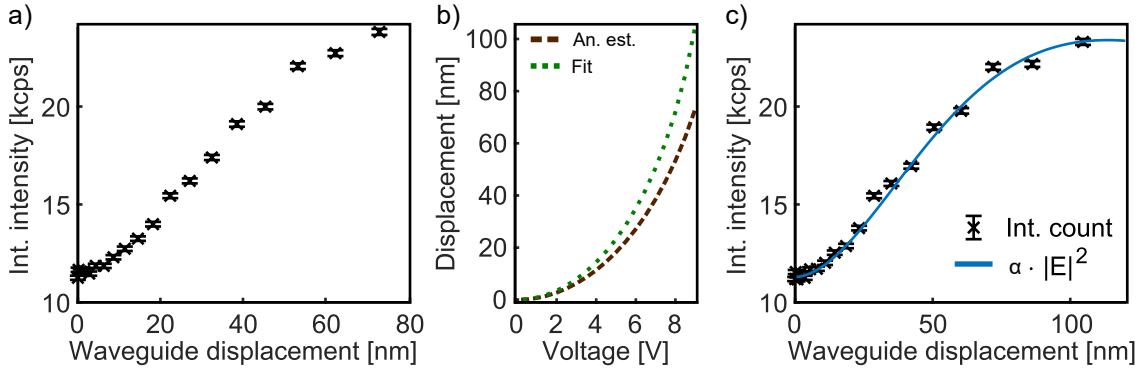 a)
Int. intensity [kcps]
20
15
10
0
20
40
60
80
Waveguide displacement [nm]
b)
Displacement [nm]
100
80
60
40
20
0
An. est.
Fit
0
2
4
6
8
Voltage [V]
c)
Int. intensity [kcps]
20
15
10
Int. count
α · |E|²
0
50
100
Waveguide displacement [nm]